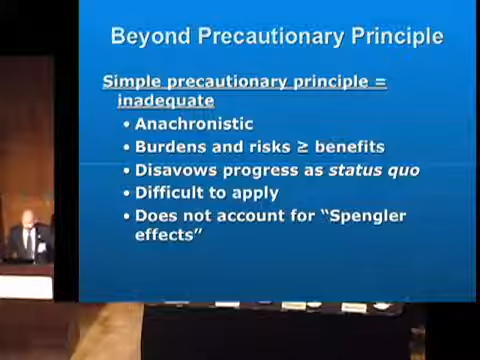 Beyond Precautionary Principle
Simple precautionary principle =
inadequate
• Anachronistic
• Burdens and risks ≥ benefits
• Disavows progress as status quo
• Difficult to apply
• Does not account for “Spengler
effects”